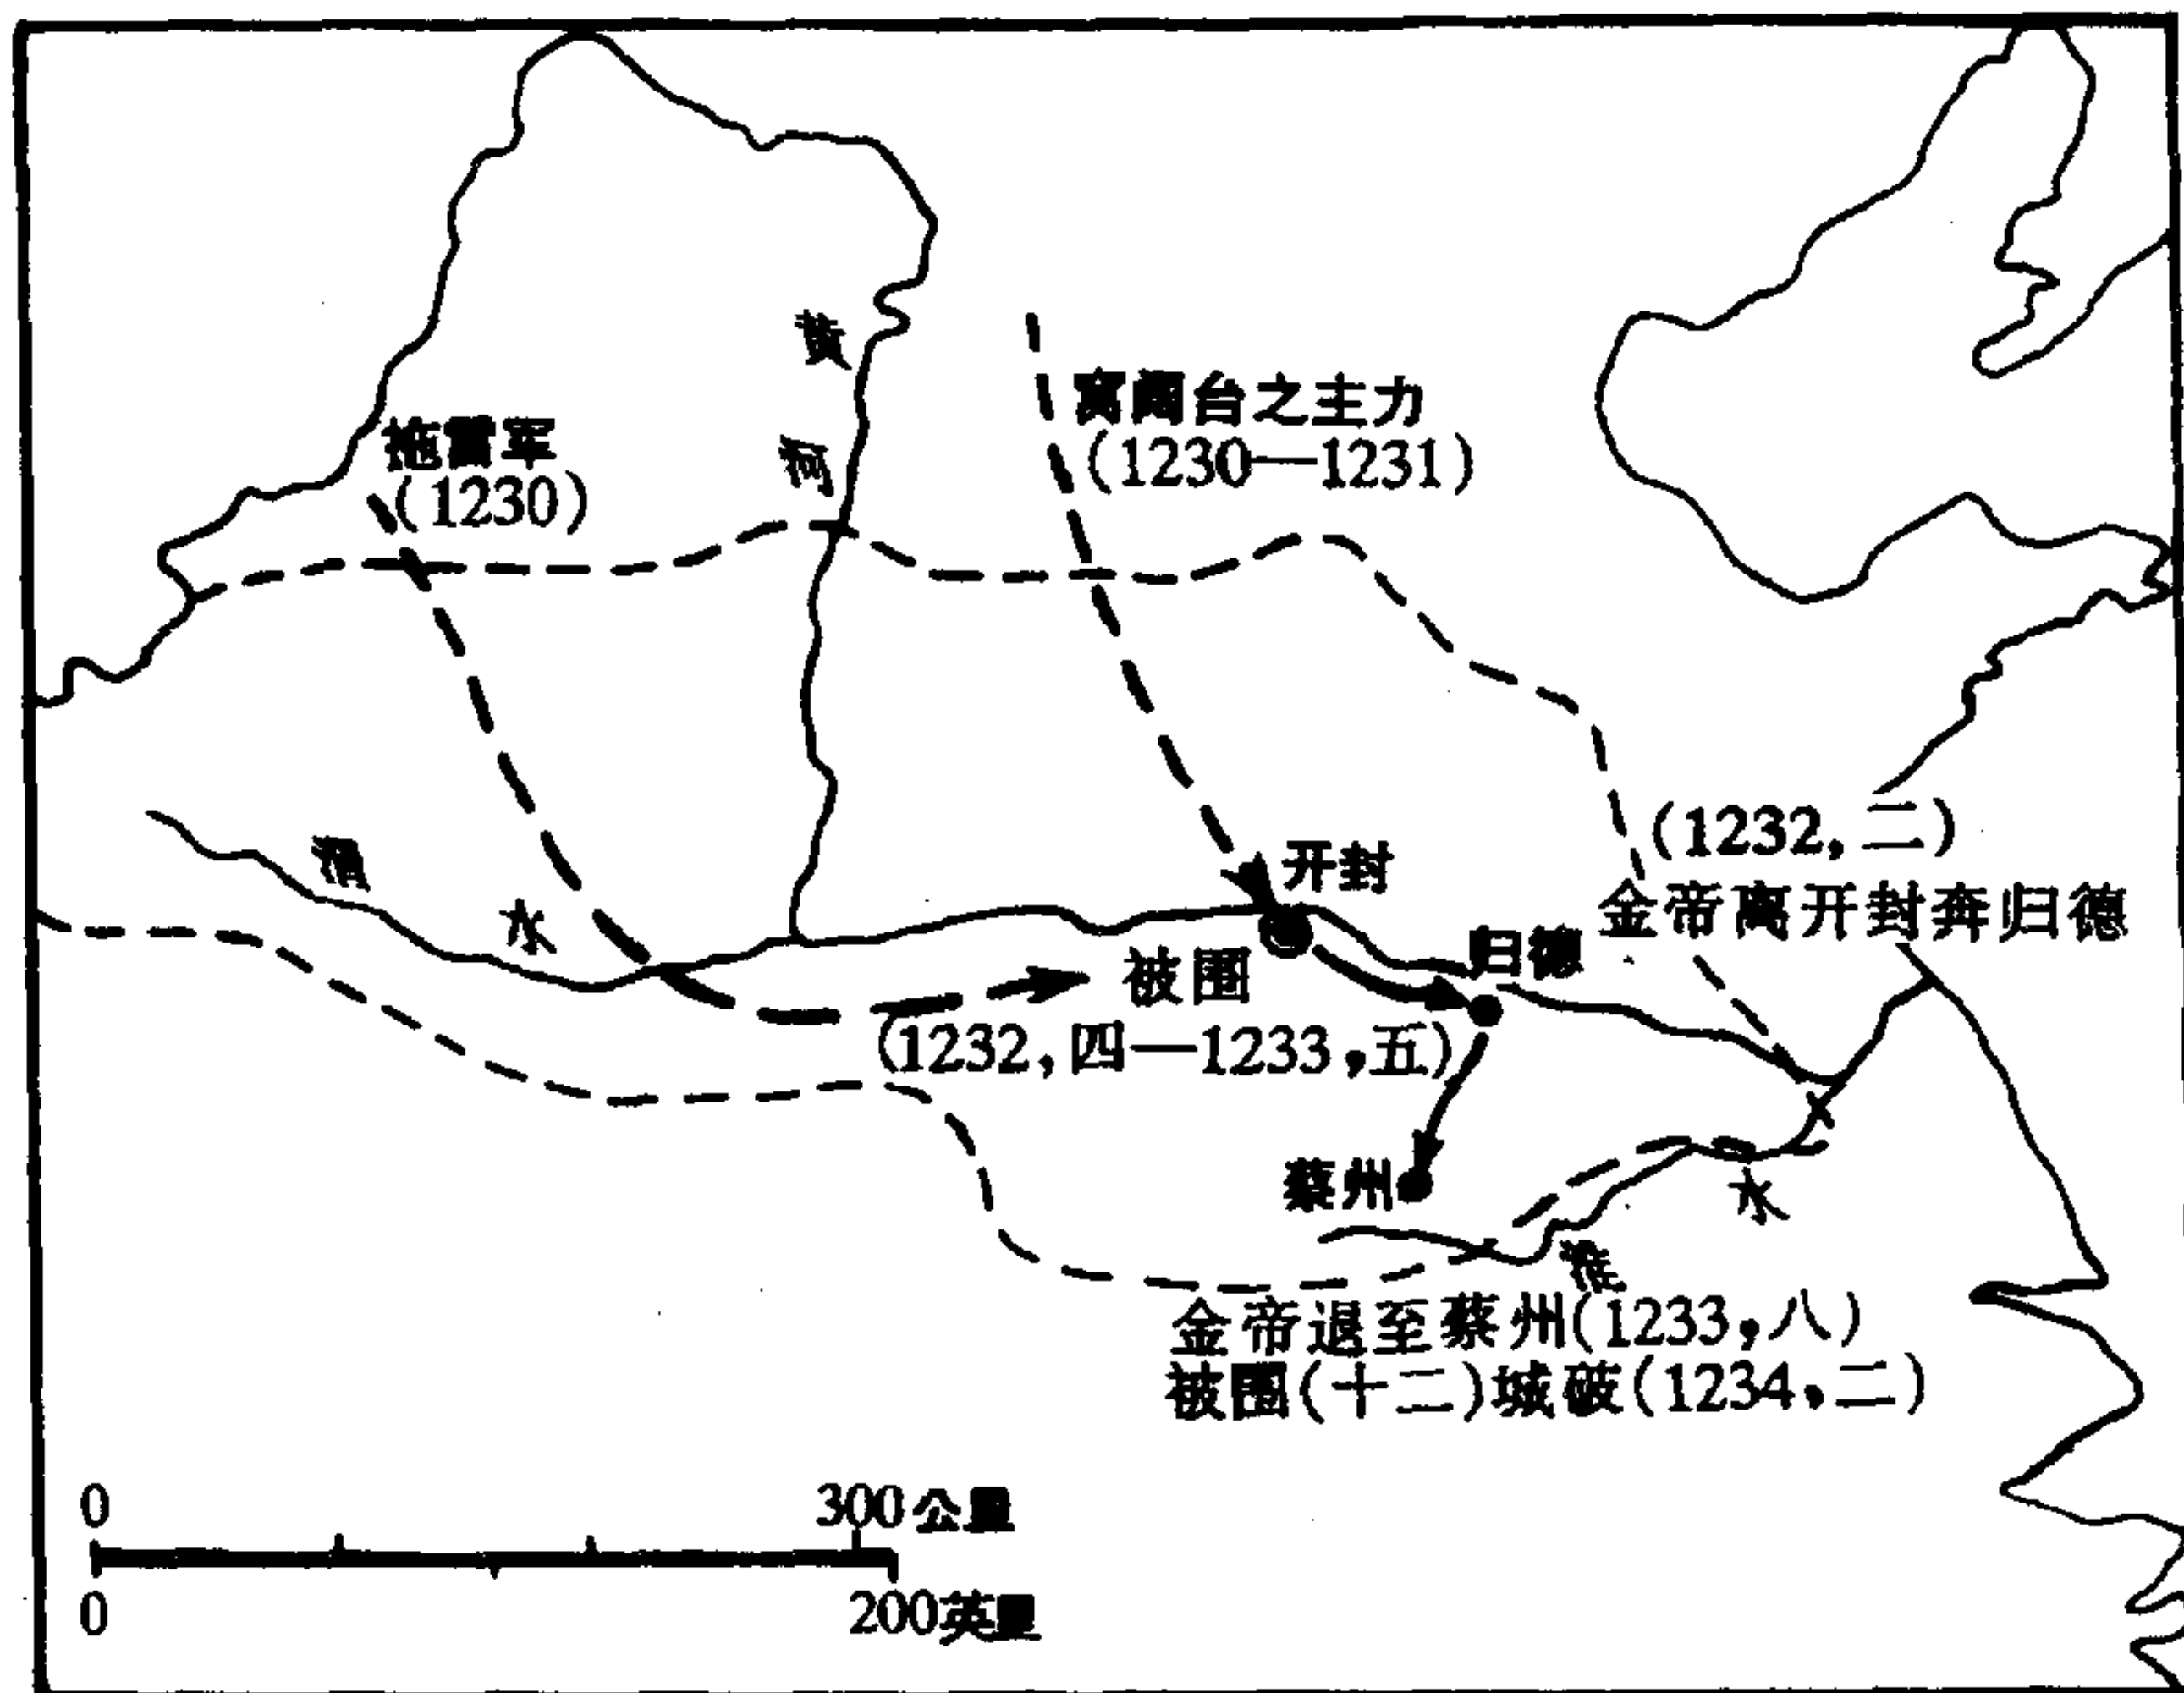 黄河
窝阔台之主力
(1230—1231)
拖雷军
(1230)
渭水
开封
(1232,二)
金帝离开封奔归德
归德
被围
(1232,四—1233,五)
蔡州
淮水
金帝退至蔡州(1233,八)
被围(十二)城破(1234,二)
0 300公里
0 200英里